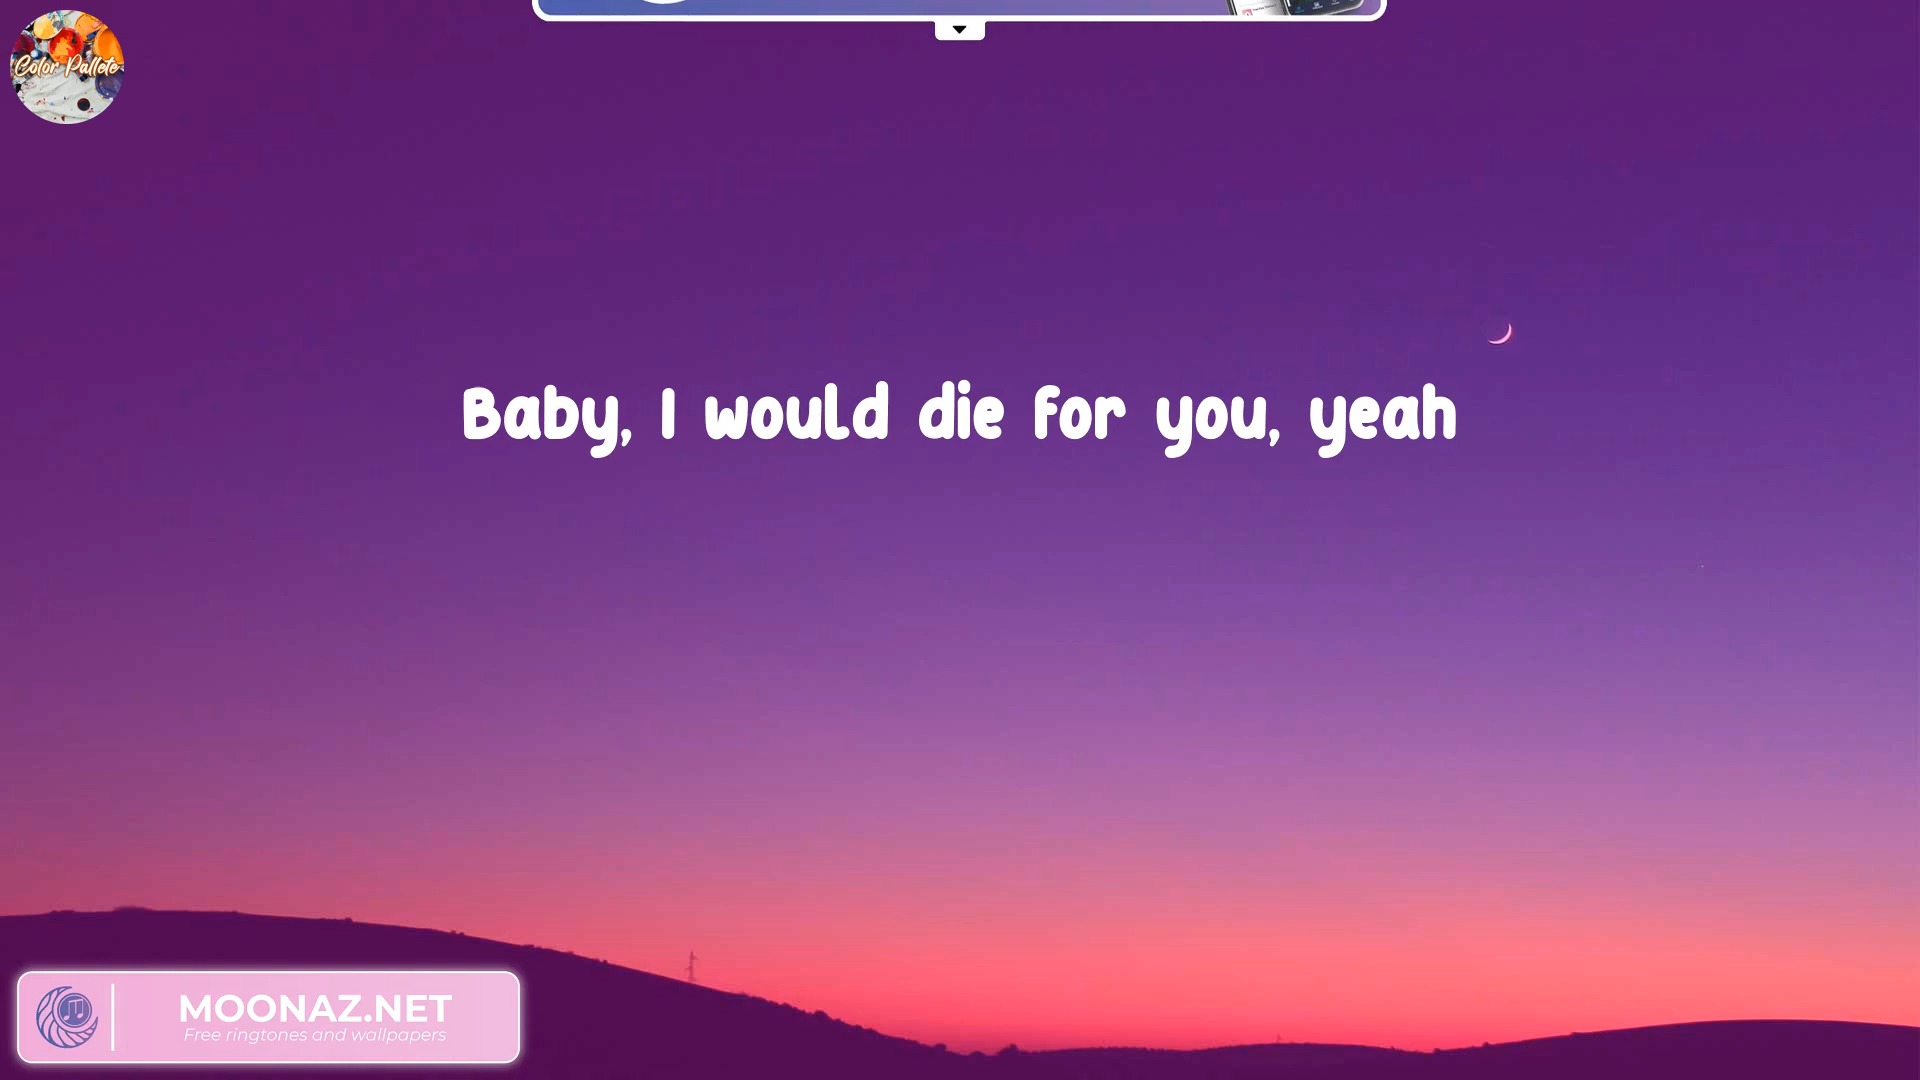 Color Pallete
Baby, I would die for you, yeah
MOONAZ.NET
Free ringtones and wallpapers